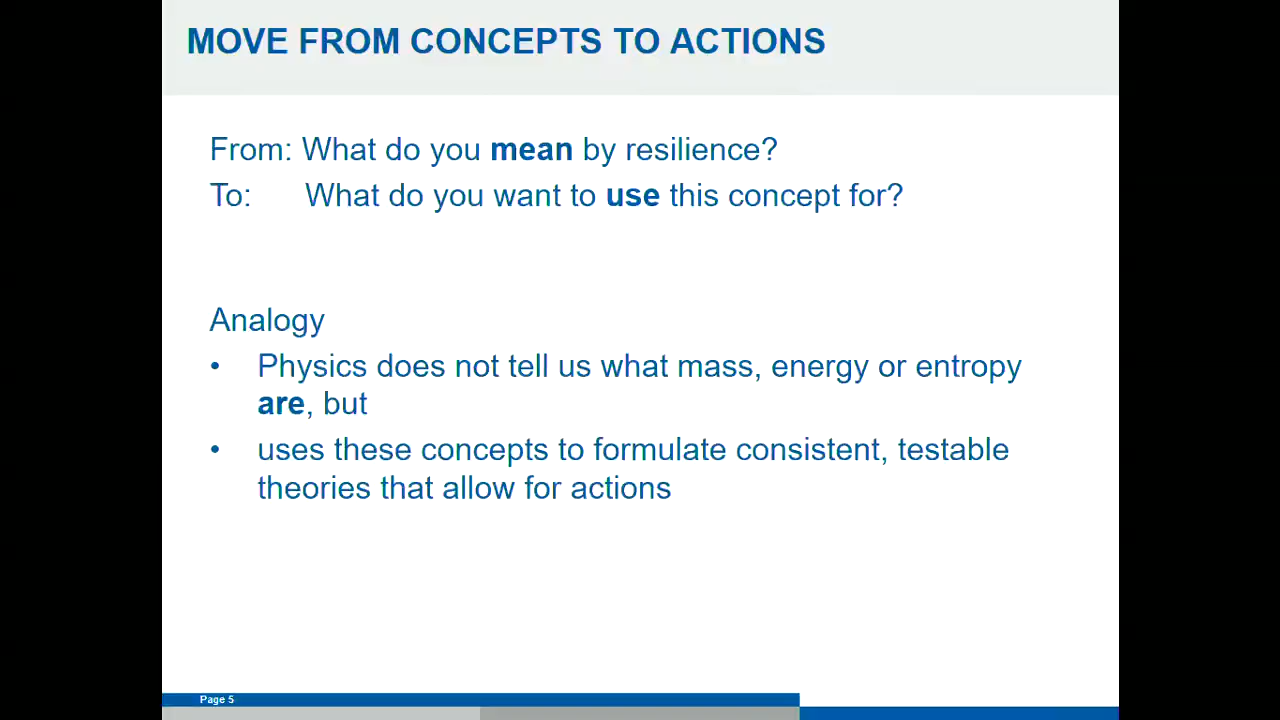 MOVE FROM CONCEPTS TO ACTIONS
From: What do you mean by resilience?
To: What do you want to use this concept for?
Analogy
• Physics does not tell us what mass, energy or entropy
are, but
• uses these concepts to formulate consistent, testable
theories that allow for actions
Page 5